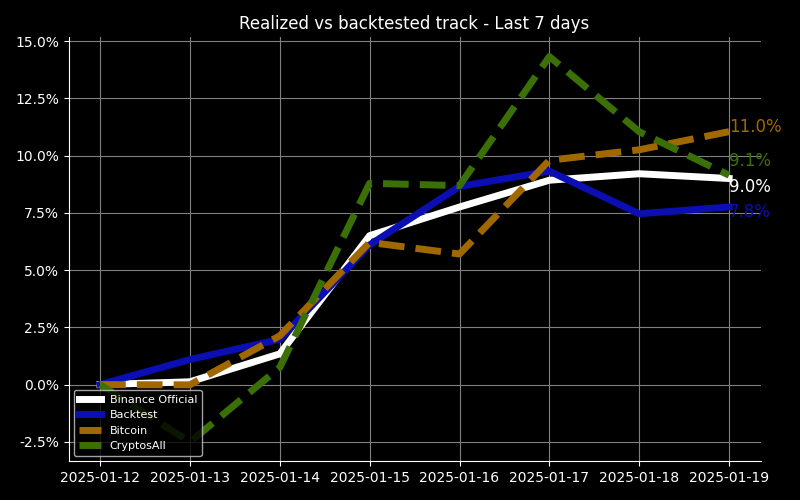 Realized vs backtested track - Last 7 days
15.0%
12.5%
10.0%
7.5%
5.0%
2.5%
0.0%
-2.5%
11.0%
9.1%
9.0%
7.8%
Binance Official
Backtest
Bitcoin
CryptosAll
2025-01-12 2025-01-13 2025-01-14 2025-01-15 2025-01-16 2025-01-17 2025-01-18 2025-01-19